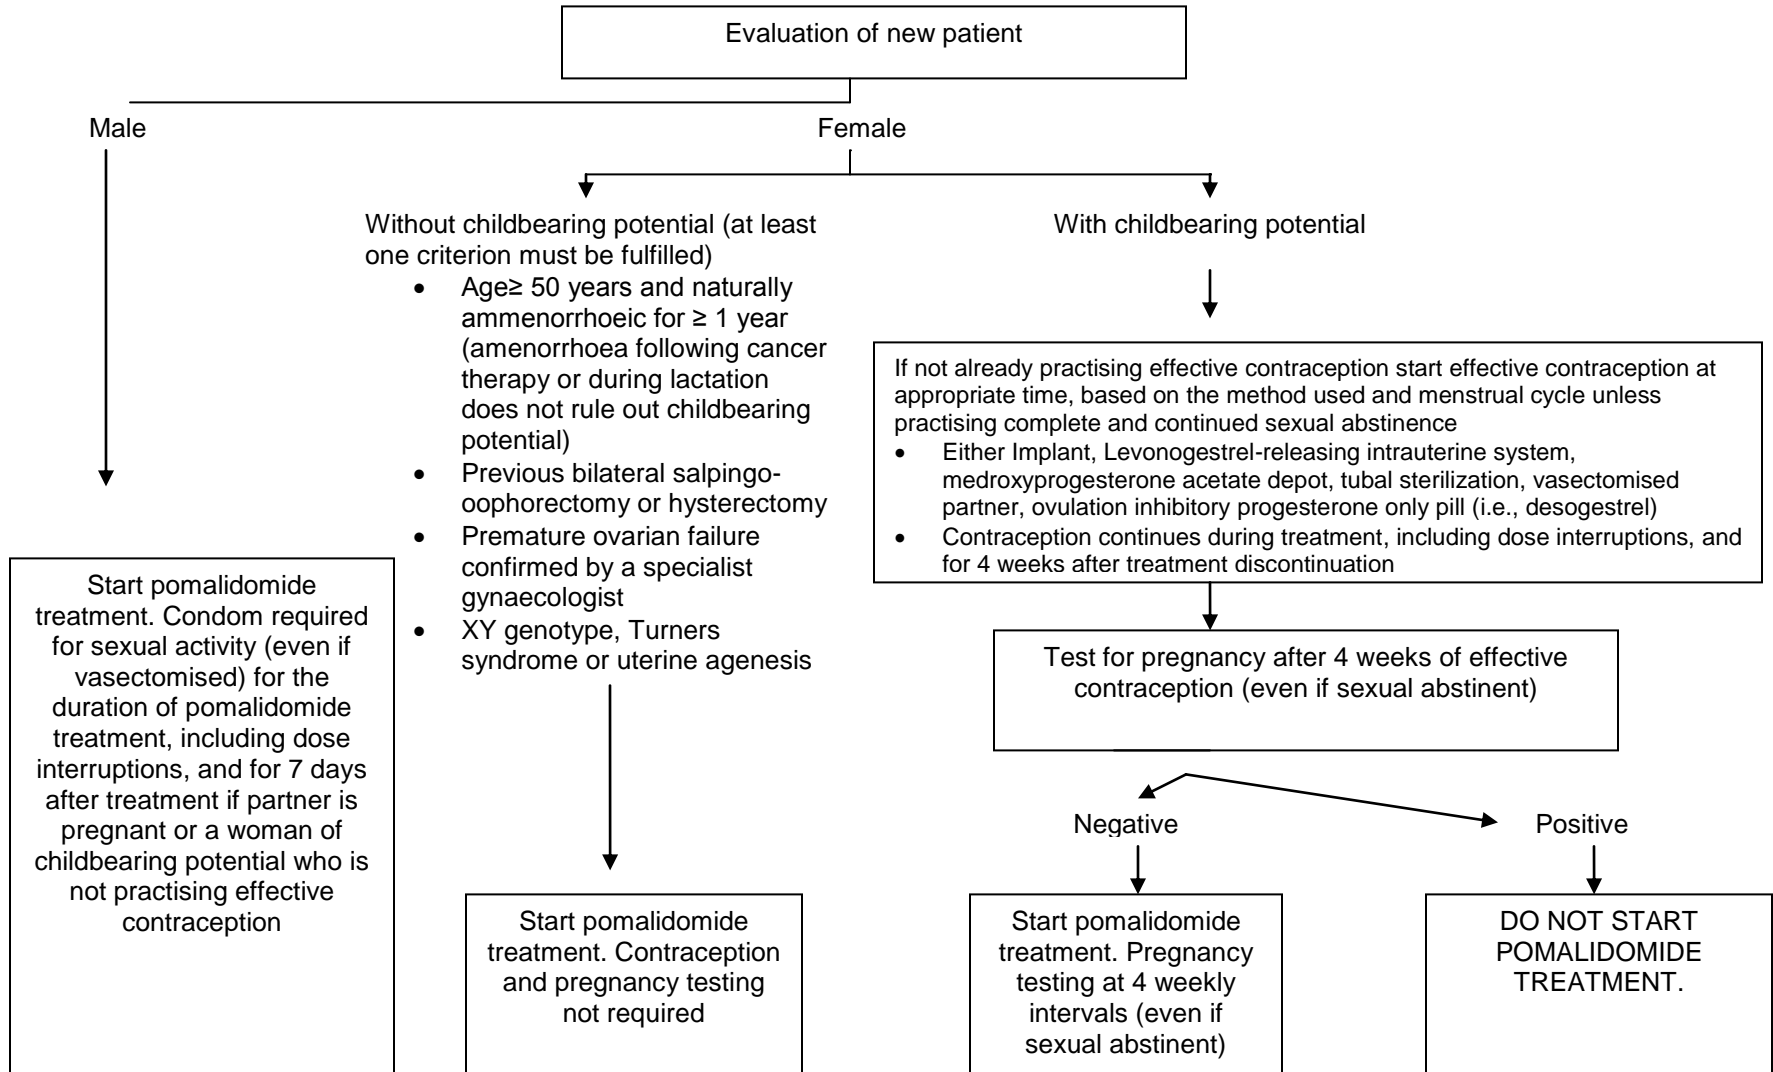 Evaluation of new patient
Male
Female
Without childbearing potential (at least
one criterion must be fulfilled)
• Age≥ 50 years and naturally
ammenorrhoeic for ≥ 1 year
(amenorrhoea following cancer
therapy or during lactation
does not rule out childbearing
potential)
• Previous bilateral salpingo-
oophorectomy or hysterectomy
• Premature ovarian failure
confirmed by a specialist
gynaecologist
• XY genotype, Turners
syndrome or uterine agenesis
With childbearing potential
If not already practising effective contraception start effective contraception at
appropriate time, based on the method used and menstrual cycle unless
practising complete and continued sexual abstinence
• Either Implant, Levonogestrel-releasing intrauterine system,
medroxyprogesterone acetate depot, tubal sterilization, vasectomised
partner, ovulation inhibitory progesterone only pill (i.e., desogestrel)
• Contraception continues during treatment, including dose interruptions, and
for 4 weeks after treatment discontinuation
Start pomalidomide
treatment. Condom required
for sexual activity (even if
vasectomised) for the
duration of pomalidomide
treatment, including dose
interruptions, and for 7 days
after treatment if partner is
pregnant or a woman of
childbearing potential who is
not practising effective
contraception
Test for pregnancy after 4 weeks of effective
contraception (even if sexual abstinent)
Negative
Positive
Start pomalidomide
treatment. Contraception
and pregnancy testing
not required
Start pomalidomide
treatment. Pregnancy
testing at 4 weekly
intervals (even if
sexual abstinent)
DO NOT START
POMALIDOMIDE
TREATMENT.